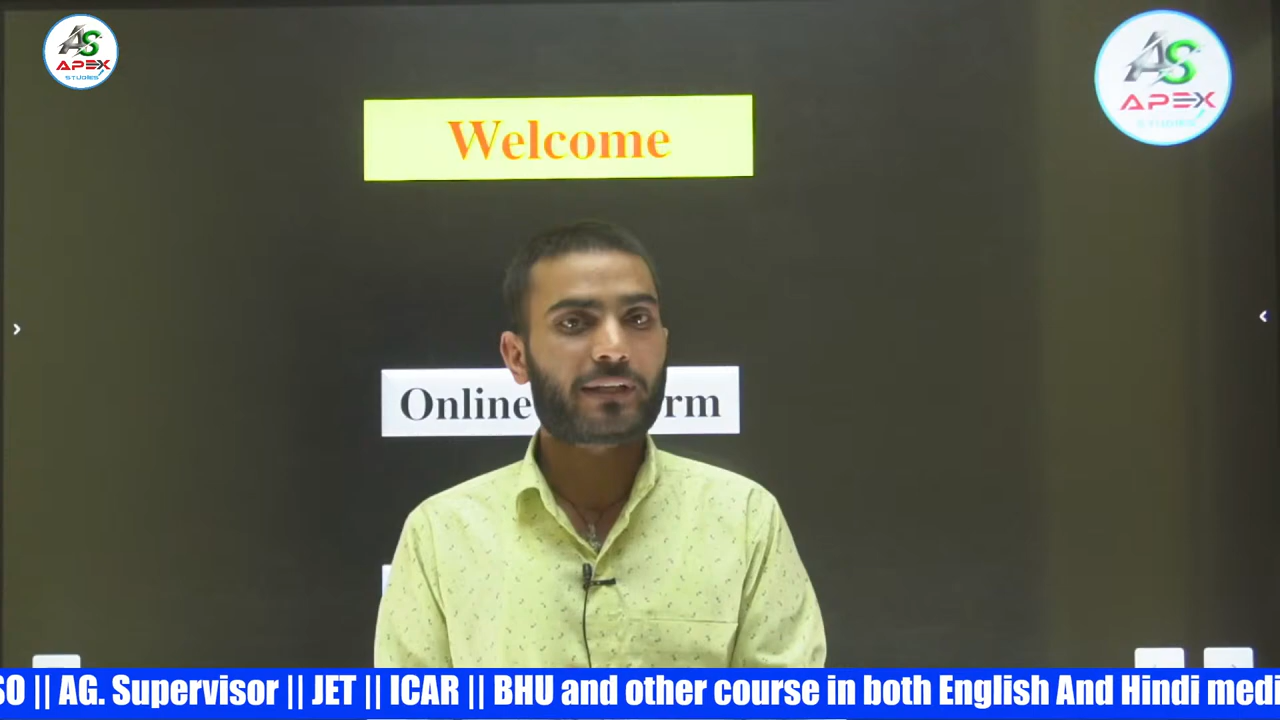 AS
APEX
STUDIES
AS
APEX
STUDIES
Welcome
Online
rm
SO || AG. Supervisor || JET || ICAR || BHU and other course in both English And Hindi medi